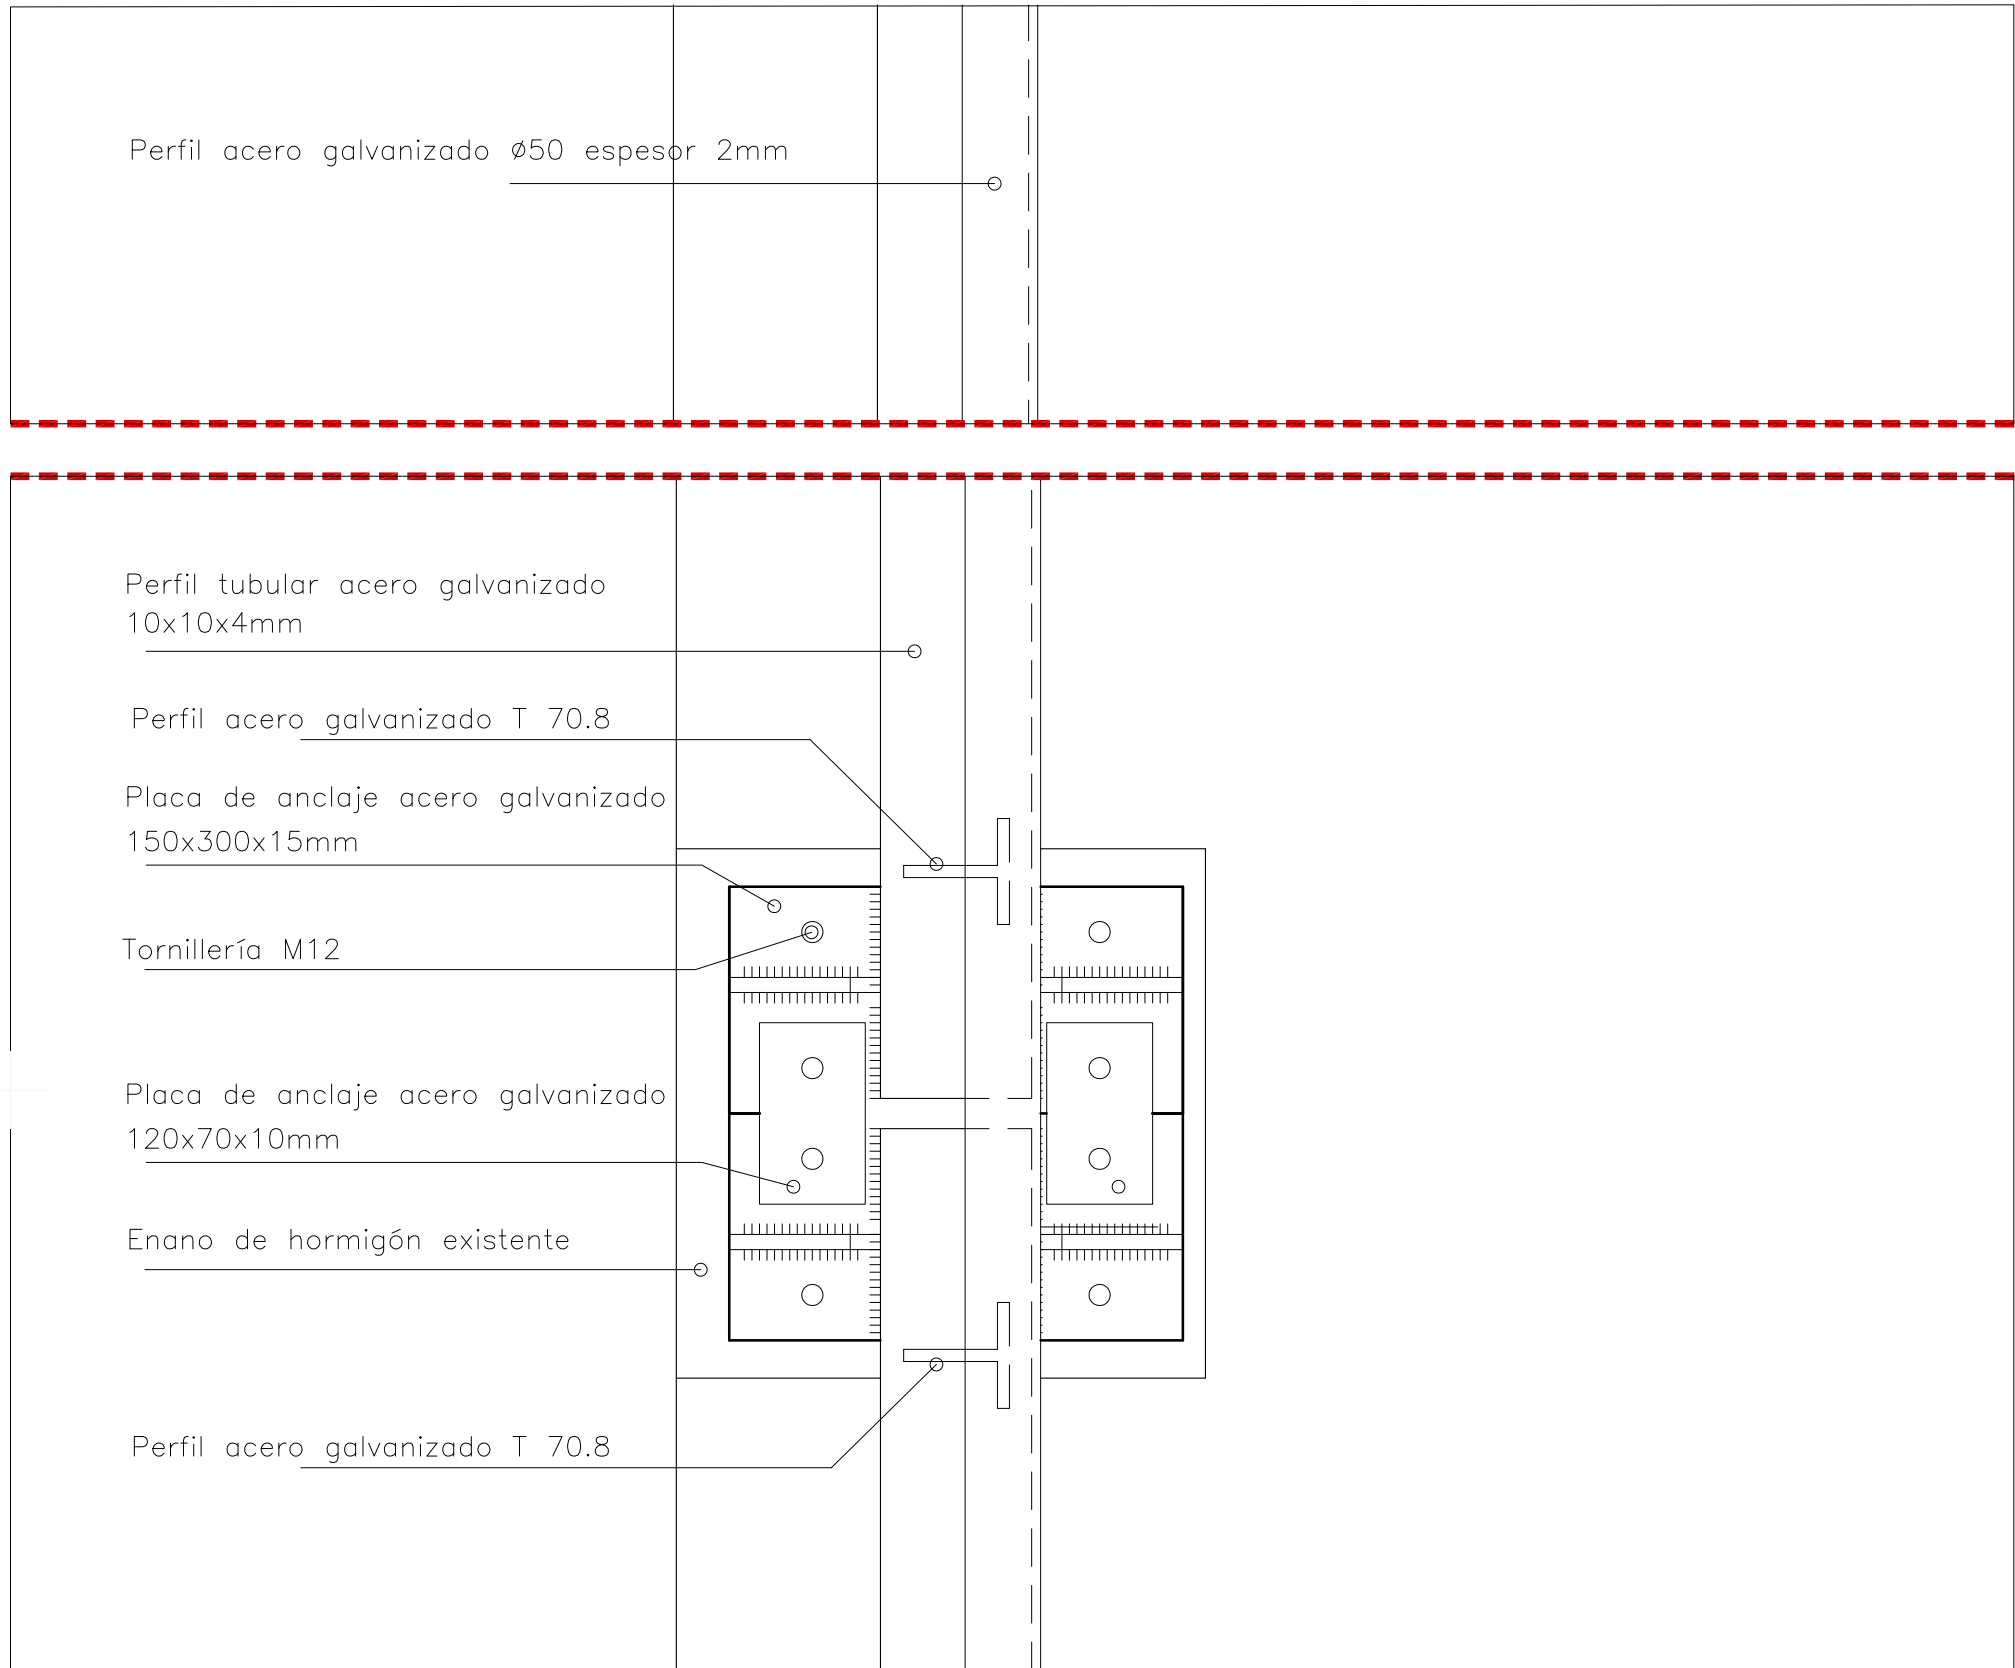 Perfil acero galvanizado Ø50 espesor 2mm
Perfil tubular acero galvanizado
10x10x4mm
Perfil acero galvanizado T 70.8
Placa de anclaje acero galvanizado
150x300x15mm
Tornillería M12
Placa de anclaje acero galvanizado
120x70x10mm
Enano de hormigón existente
Perfil acero galvanizado T 70.8